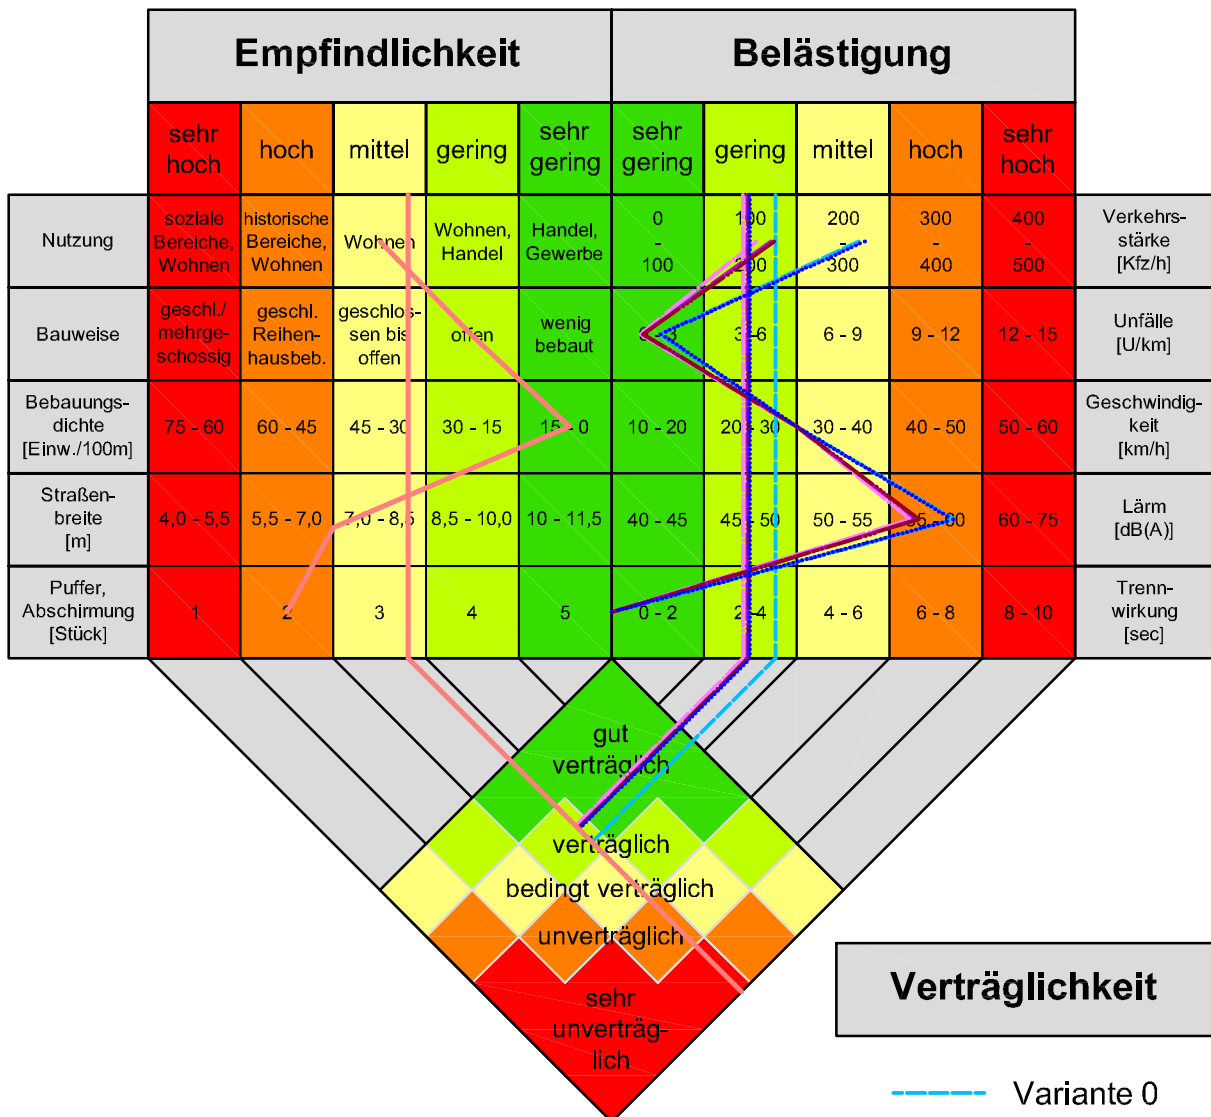 Empfindlichkeit Belästigung
sehr
hoch
hoch
mittel
gering
sehr
gering
sehr
gering
gering
mittel
hoch
sehr
hoch
Nutzung
soziale
Bereiche,
Wohnen
historische
Bereiche,
Wohnen
Wohnen
Wohnen,
Handel
Handel,
Gewerbe
0
-
100
100
-
200
200
-
300
300
-
400
400
-
500
Verkehrs-
stärke
[Kfz/h]
Bauweise
geschl./
mehrge-
schossig
geschl.
Reihen-
hausbeb.
geschlos-
sen bis
offen
offen
wenig
bebaut
0 - 3
3 -6
6 - 9
9 - 12
12 - 15
Unfälle
[U/km]
Bebauungs-
dichte
[Einw./100m]
75 - 60
60 - 45
45 - 30
30 - 15
15 - 0
10 - 20
20 - 30
30 - 40
40 - 50
50 - 60
Geschwindig-
keit
[km/h]
Straßen-
breite
[m]
4,0 - 5,5
5,5 - 7,0
7,0 - 8,5
8,5 - 10,0
10 - 11,5
40 - 45
45 - 50
50 - 55
55 - 60
60 - 75
Lärm
[dB(A)]
Puffer,
Abschirmung
[Stück]
1
2
3
4
5
0 - 2
2 - 4
4 - 6
6 - 8
8 - 10
Trenn-
wirkung
[sec]
gut
verträglich
verträglich
bedingt verträglich
unverträglich
sehr
unverträg-
lich
Verträglichkeit
Variante 0